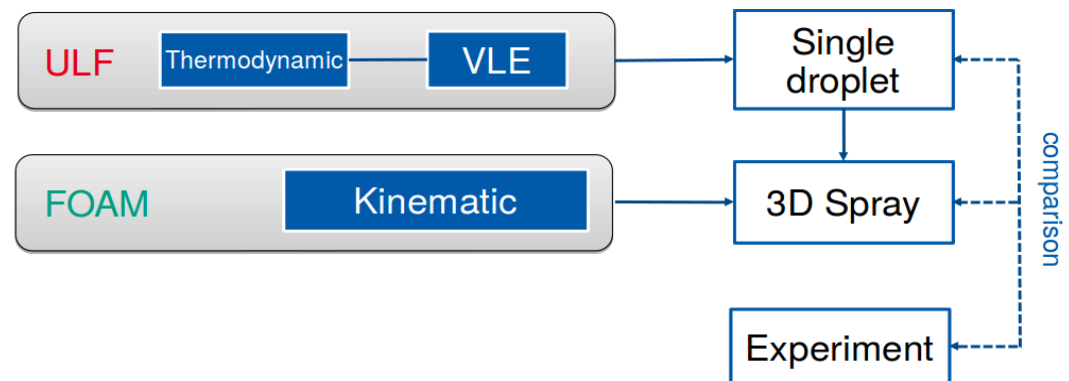 ULF
Thermodynamic
VLE
Single
droplet
FOAM
Kinematic
3D Spray
comparison
Experiment